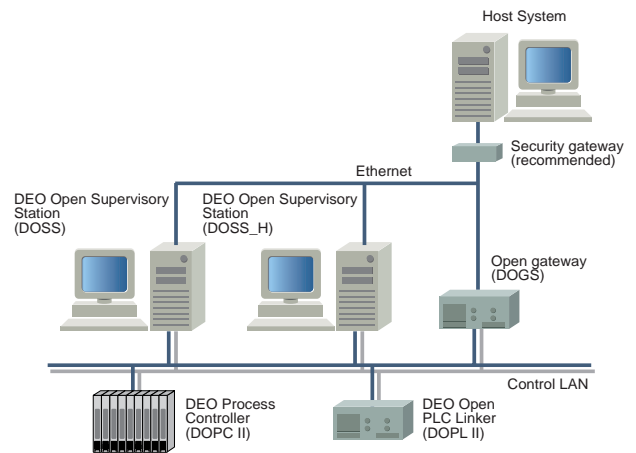 Host System
Security gateway
(recommended)
Ethernet
DEO Open Supervisory
Station
(DOSS)
DEO Open Supervisory
Station
(DOSS_H)
Open gateway
(DOGS)
Control LAN
DEO Process
Controller
(DOPC II)
DEO Open
PLC Linker
(DOPL II)